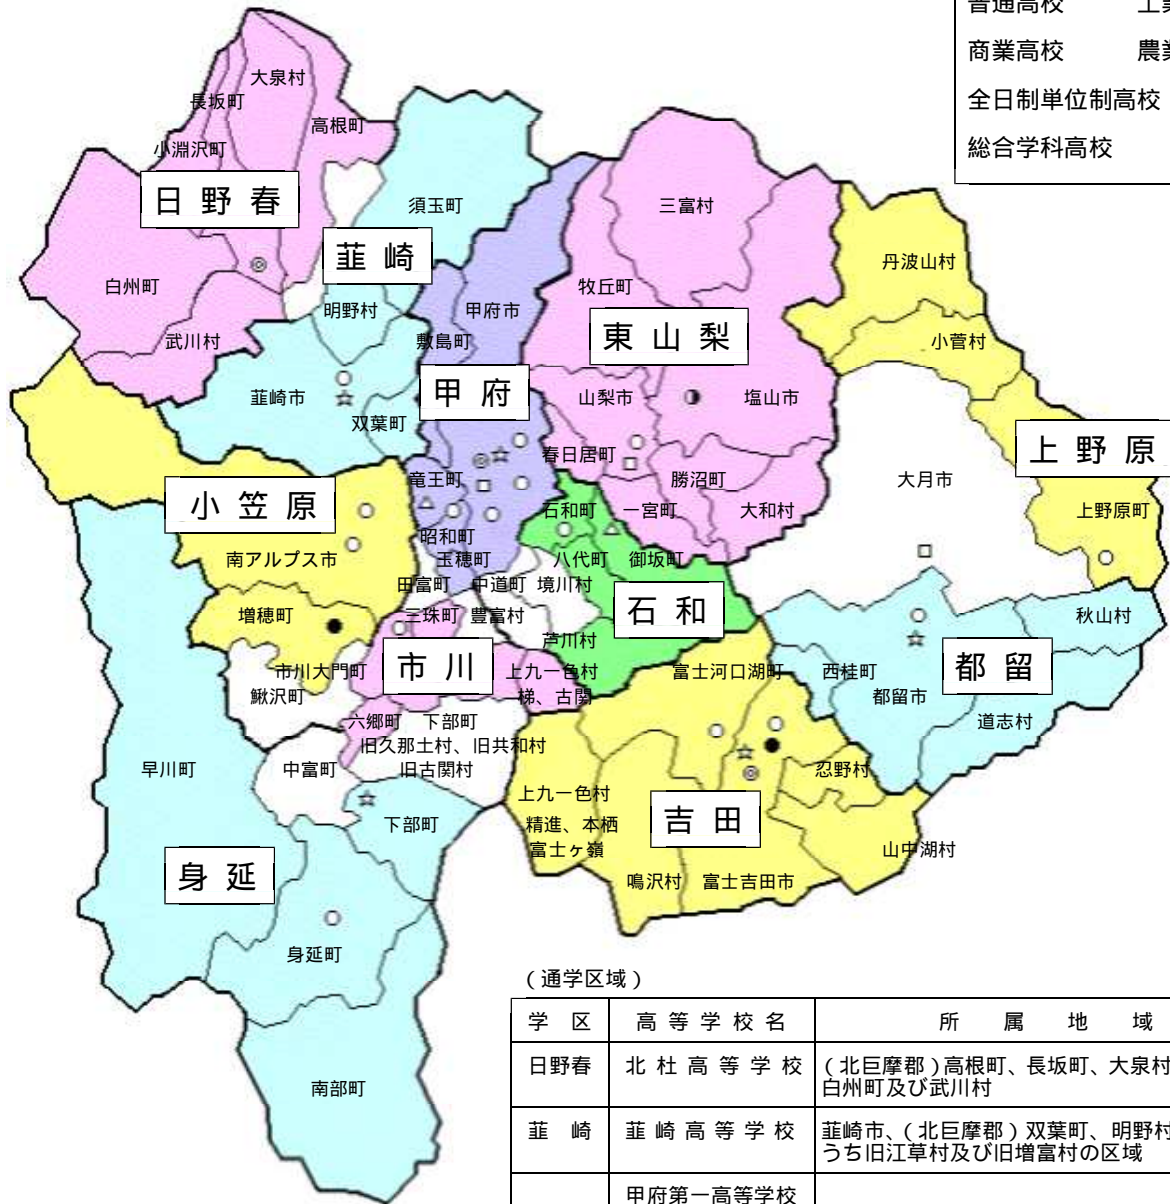 普通高校 工業
商業高校 農業
全日制単位制高校
総合学科高校
大泉村
長坂町
高根町
小淵沢町
日野春
須玉町
三富村
韮崎
丹波山村
白州町
牧丘町
明野村
甲府市
武川村
敷島町
東山梨
小菅村
甲府
韮崎市
山梨市
塩山市
双葉町
春日居町
上野原
竜王町
勝沼町
大月市
小笠原
石和町
一宮町
大和村
上野原町
昭和町
南アルプス市
玉穂町
八代町
御坂町
田富町
中道町
境川村
増穂町
三珠町
豊富村
石和
秋山村
芦川村
市川大門町
市川
上九一色村
梯、古関
富士河口湖町
西桂町
都留
鰍沢町
都留市
六郷町
下部町
道志村
旧久那土村、旧共和村
旧古関村
早川町
中富町
忍野村
上九一色村
精進、本栖
富士ヶ嶺
下部町
吉田
山中湖村
身延
鳴沢村
富士吉田市
身延町
南部町
(通学区域)
学区 高等学校名 所属地域
日野春 北杜高等学校 (北巨摩郡)高根町、長坂町、大泉村
白州町及び武川村
韮崎 韮崎高等学校 韮崎市、(北巨摩郡)双葉町、明野村
うち旧江草村及び旧増富村の区域
甲府第一高等学校